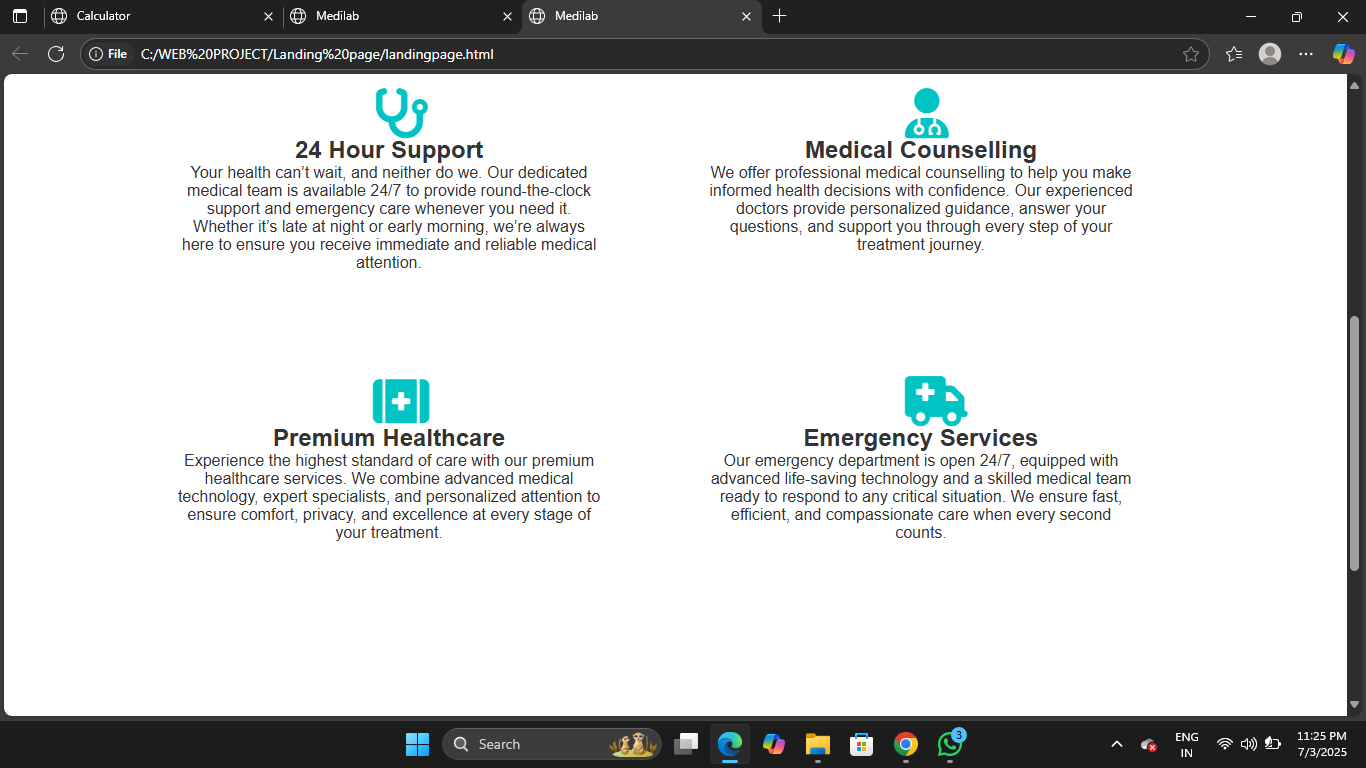 Calculator
Medilab
Medilab
File
C:/WEB%20PROJECT/Landing%20page/landingpage.html
24 Hour Support
Your health can’t wait, and neither do we. Our dedicated
medical team is available 24/7 to provide round-the-clock
support and emergency care whenever you need it.
Whether it’s late at night or early morning, we’re always
here to ensure you receive immediate and reliable medical
attention.
Medical Counselling
We offer professional medical counselling to help you make
informed health decisions with confidence. Our experienced
doctors provide personalized guidance, answer your
questions, and support you through every step of your
treatment journey.
Premium Healthcare
Experience the highest standard of care with our premium
healthcare services. We combine advanced medical
technology, expert specialists, and personalized attention to
ensure comfort, privacy, and excellence at every stage of
your treatment.
Emergency Services
Our emergency department is open 24/7, equipped with
advanced life-saving technology and a skilled medical team
ready to respond to any critical situation. We ensure fast,
efficient, and compassionate care when every second
counts.
Search
3
ENG
IN
11:25 PM
7/3/2025